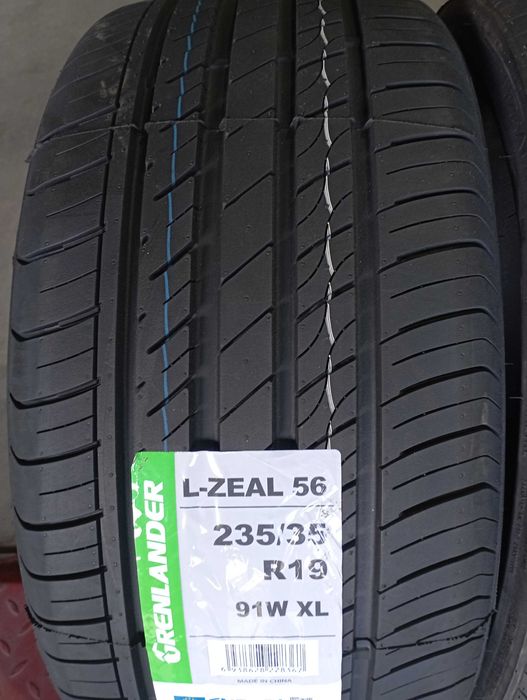 GRENLANDER
L-ZEAL 56
235/35
R19
91W XL
MADE IN CHINA